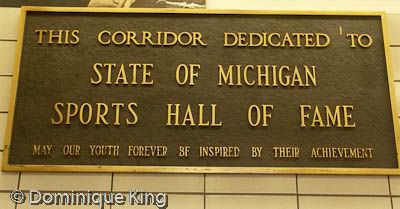 THIS CORRIDOR DEDICATED TO
STATE OF MICHIGAN
SPORTS HALL OF FAME
MAY OUR YOUTH FOREVER BE INSPIRED BY THEIR ACHIEVEMENT
© Dominique King